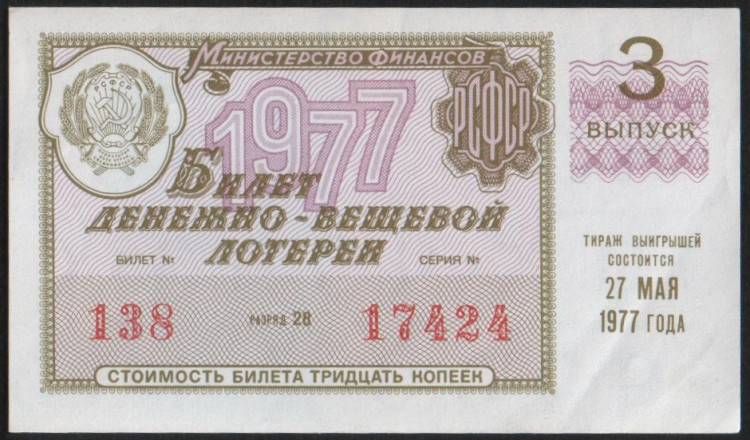 Министерство финансов
РСФСР
1977
РСФСР
Билет
денежно-вещевой
лотереи
БИЛЕТ №
СЕРИЯ №
138
РАЗРЯД 28
17424
СТОИМОСТЬ БИЛЕТА ТРИДЦАТЬ КОПЕЕК
3
ВЫПУСК
ТИРАЖ ВЫИГРЫШЕЙ
СОСТОИТСЯ
27 МАЯ
1977 ГОДА